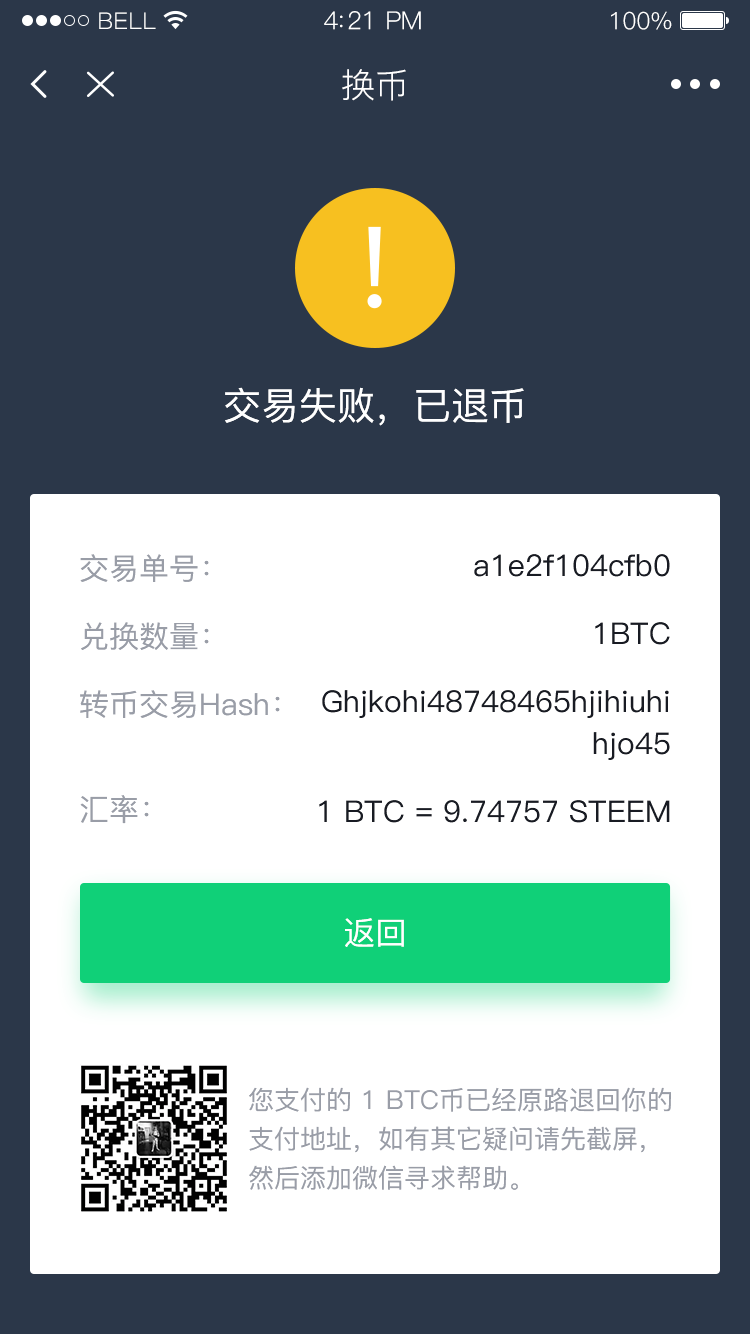 BELL 4:21 PM 100%
换币
交易失败，已退币
交易单号： a1e2f104cfb0
兑换数量： 1BTC
转币交易Hash： Ghjkohi48748465hjihiuhi
hjo45
汇率： 1 BTC = 9.74757 STEEM
返回
您支付的 1 BTC币已经原路退回你的
支付地址，如有其它疑问请先截屏，
然后添加微信寻求帮助。